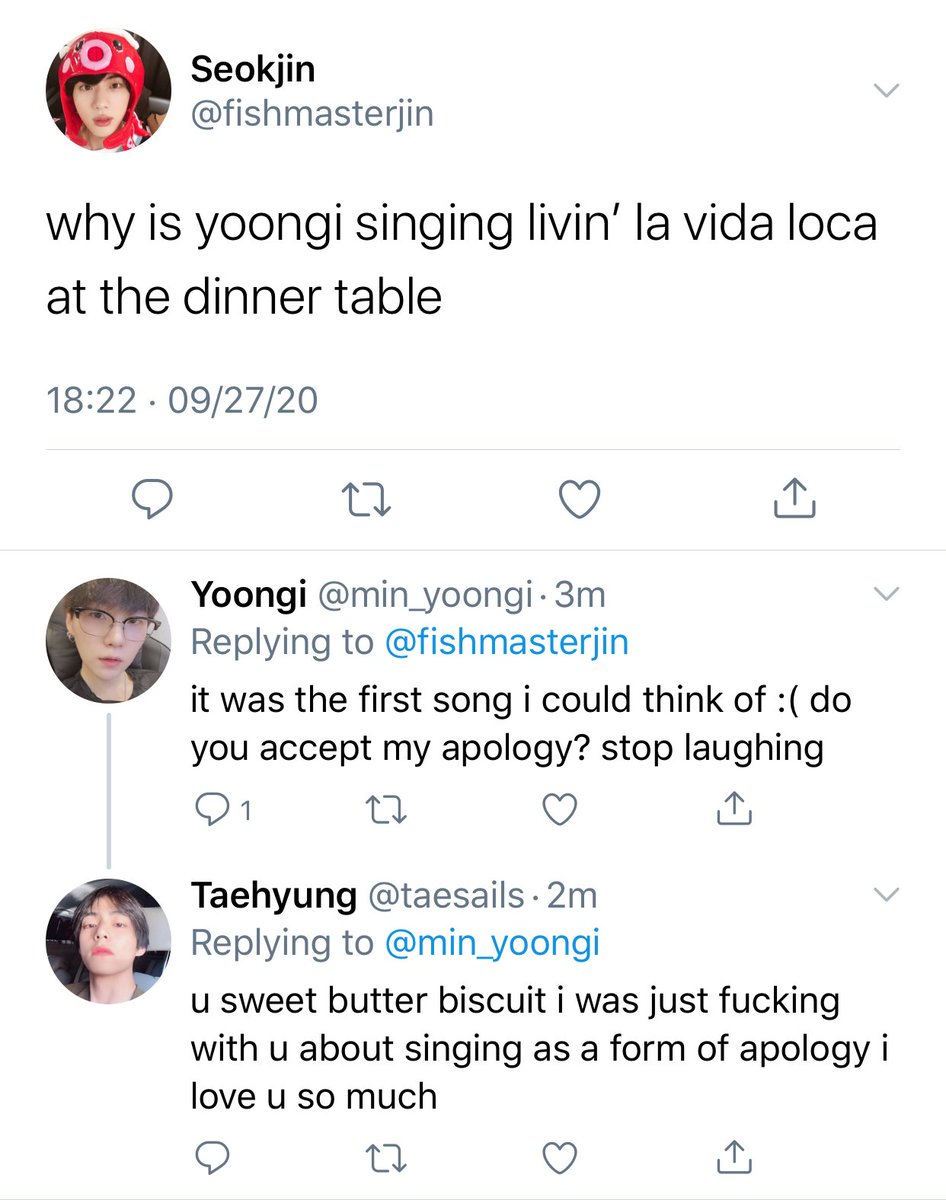 Seokjin
@fishmasterjin
why is yoongi singing livin’ la vida loca
at the dinner table
18:22 · 09/27/20
Yoongi @min_yoongi · 3m
Replying to @fishmasterjin
it was the first song i could think of :( do
you accept my apology? stop laughing
1
Taehyung @taesails · 2m
Replying to @min_yoongi
u sweet butter biscuit i was just fucking
with u about singing as a form of apology i
love u so much